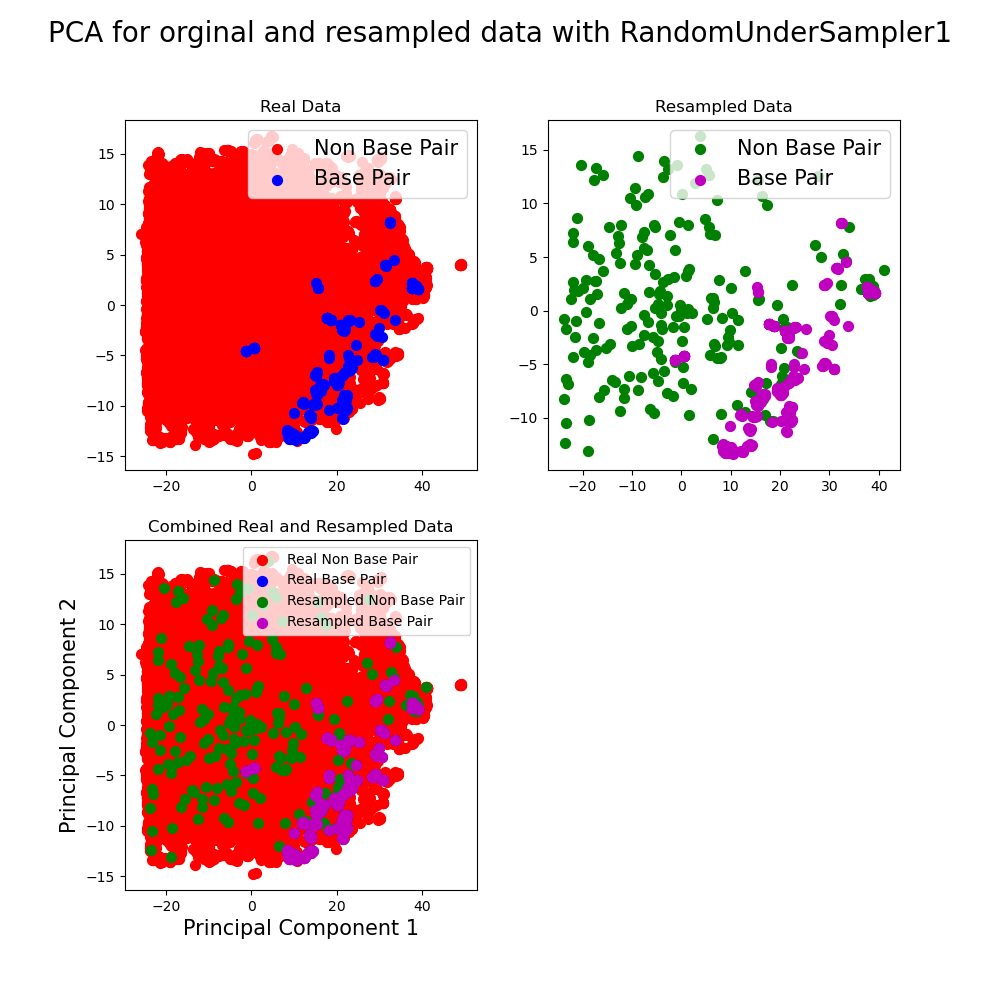 PCA for orginal and resampled data with RandomUnderSampler1
Real Data
Non Base Pair
Base Pair
15
10
5
0
−5
−10
−15
−20
0
20
40
Resampled Data
Non Base Pair
Base Pair
15
10
5
0
−5
−10
−20
−10
0
10
20
30
40
Combined Real and Resampled Data
Real Non Base Pair
Real Base Pair
Resampled Non Base Pair
Resampled Base Pair
Principal Component 2
15
10
5
0
−5
−10
−15
−20
0
20
40
Principal Component 1